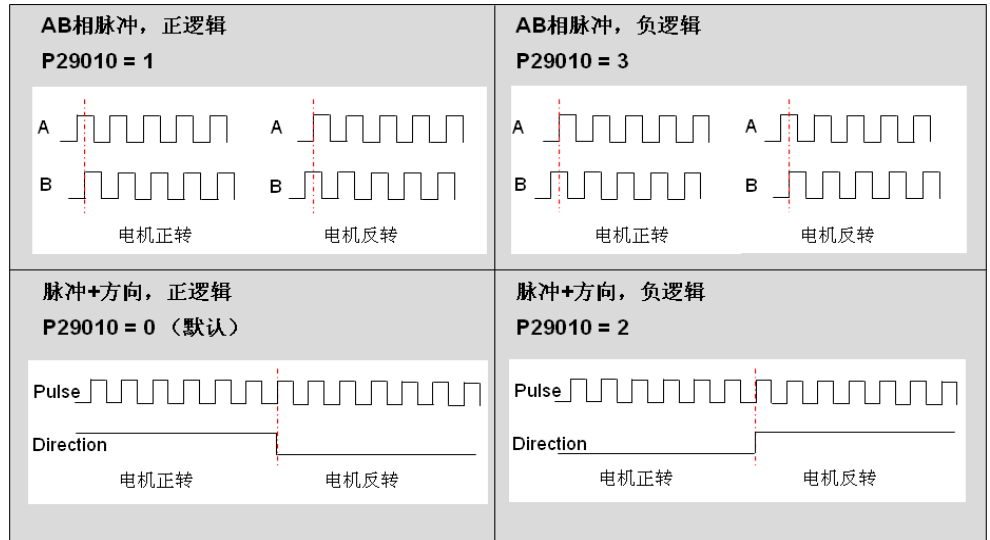 AB相脉冲，正逻辑
P29010 = 1
A
A
B
B
电机正转
电机反转
AB相脉冲，负逻辑
P29010 = 3
A
A
B
B
电机正转
电机反转
脉冲+方向，正逻辑
P29010 = 0 （默认）
Pulse
Direction
电机正转
电机反转
脉冲+方向，负逻辑
P29010 = 2
Pulse
Direction
电机正转
电机反转